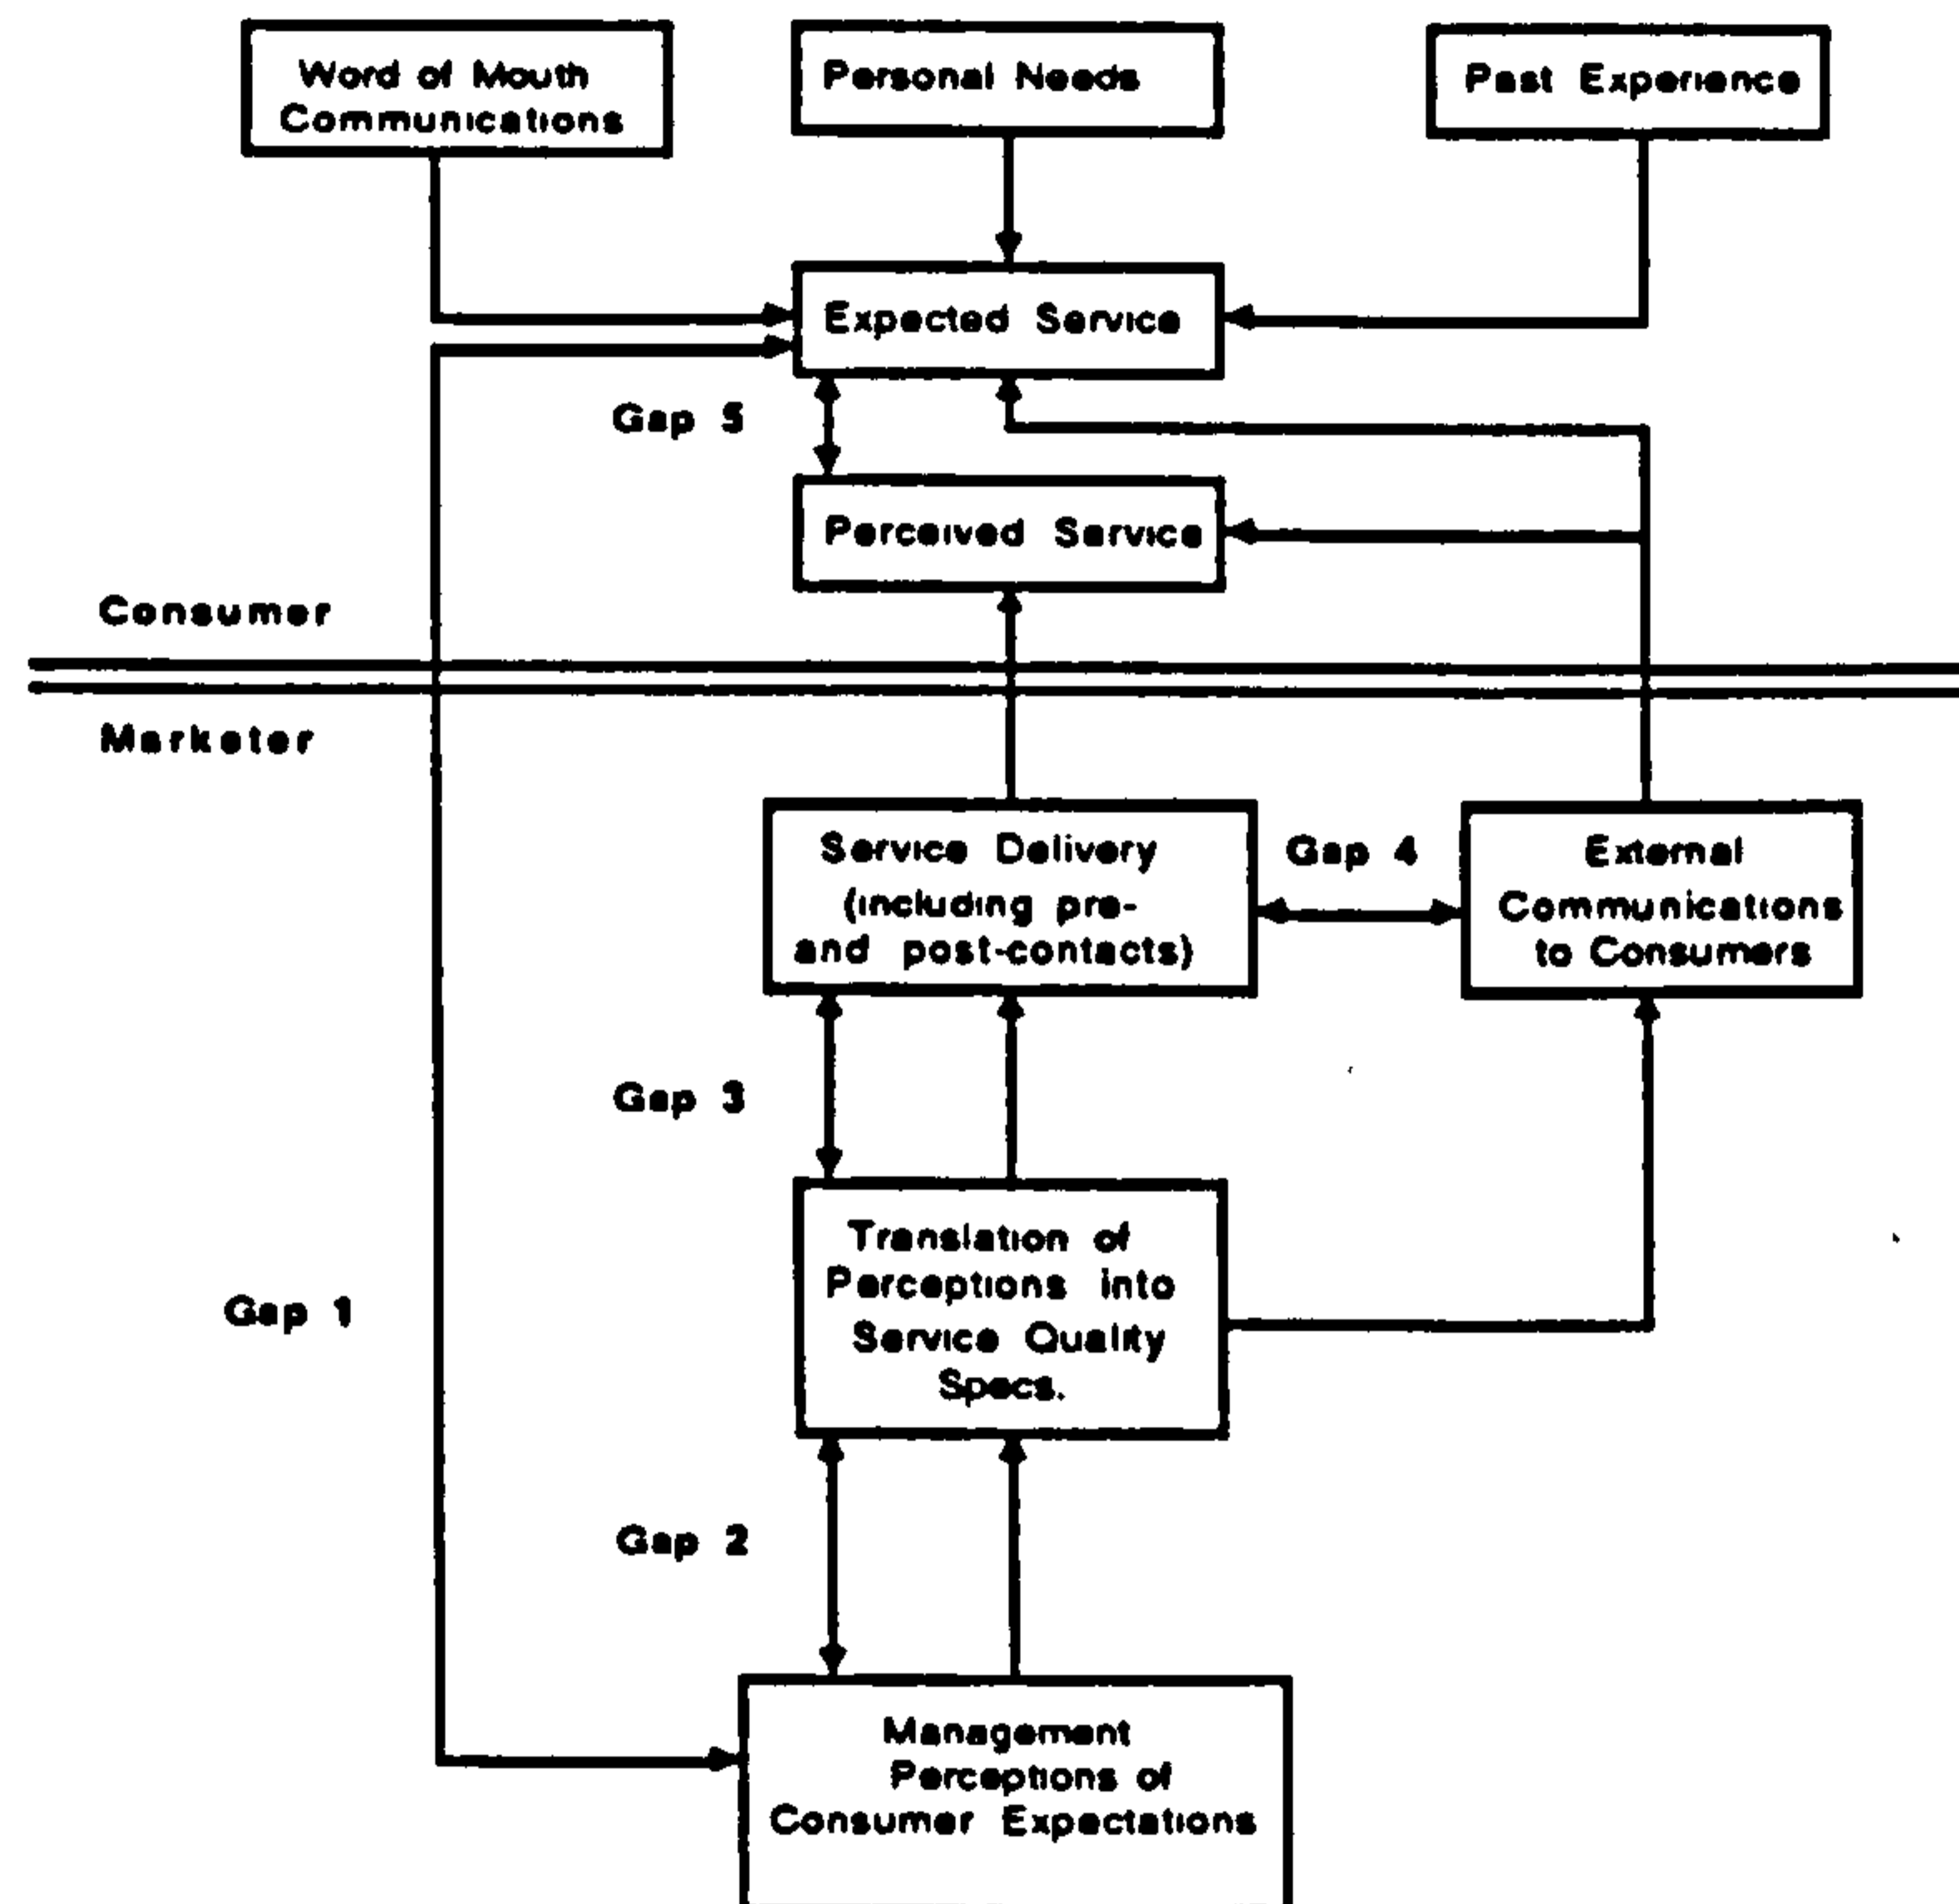 Word of Mouth
Communications
Personal Needs
Past Experience
Expected Service
Gap 5
Perceived Service
Consumer
Marketer
Service Delivery
(including pre-
and post-contacts)
Gap 4
External
Communications
to Consumers
Gap 3
Translation of
Perceptions into
Service Quality
Specs.
Gap 1
Gap 2
Management
Perceptions of
Consumer Expectations